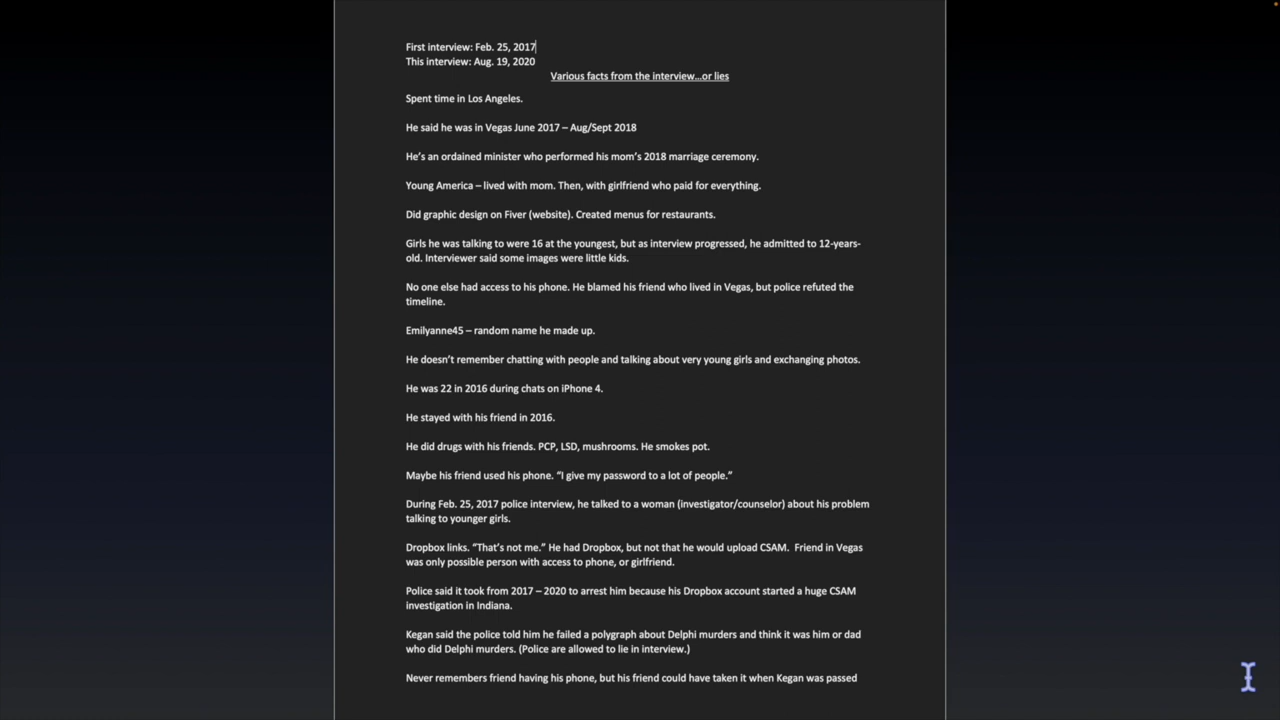 First interview: Feb. 25, 2017
This interview: Aug. 19, 2020
Various facts from the interview...or lies
Spent time in Los Angeles.
He said he was in Vegas June 2017 – Aug/Sept 2018
He's an ordained minister who performed his mom's 2018 marriage ceremony.
Young America – lived with mom. Then, with girlfriend who paid for everything.
Did graphic design on Fiver (website). Created menus for restaurants.
Girls he was talking to were 16 at the youngest, but as interview progressed, he admitted to 12-years-
old. Interviewer said some images were little kids.
No one else had access to his phone. He blamed his friend who lived in Vegas, but police refuted the
timeline.
Emilyanne45 – random name he made up.
He doesn't remember chatting with people and talking about very young girls and exchanging photos.
He was 22 in 2016 during chats on iPhone 4.
He stayed with his friend in 2016.
He did drugs with his friends. PCP, LSD, mushrooms. He smokes pot.
Maybe his friend used his phone. “I give my password to a lot of people.”
During Feb. 25, 2017 police interview, he talked to a woman (investigator/counselor) about his problem
talking to younger girls.
Dropbox links. “That's not me.” He had Dropbox, but not that he would upload CSAM.  Friend in Vegas
was only possible person with access to phone, or girlfriend.
Police said it took from 2017 – 2020 to arrest him because his Dropbox account started a huge CSAM
investigation in Indiana.
Kegan said the police told him he failed a polygraph about Delphi murders and think it was him or dad
who did Delphi murders. (Police are allowed to lie in interview.)
Never remembers friend having his phone, but his friend could have taken it when Kegan was passed